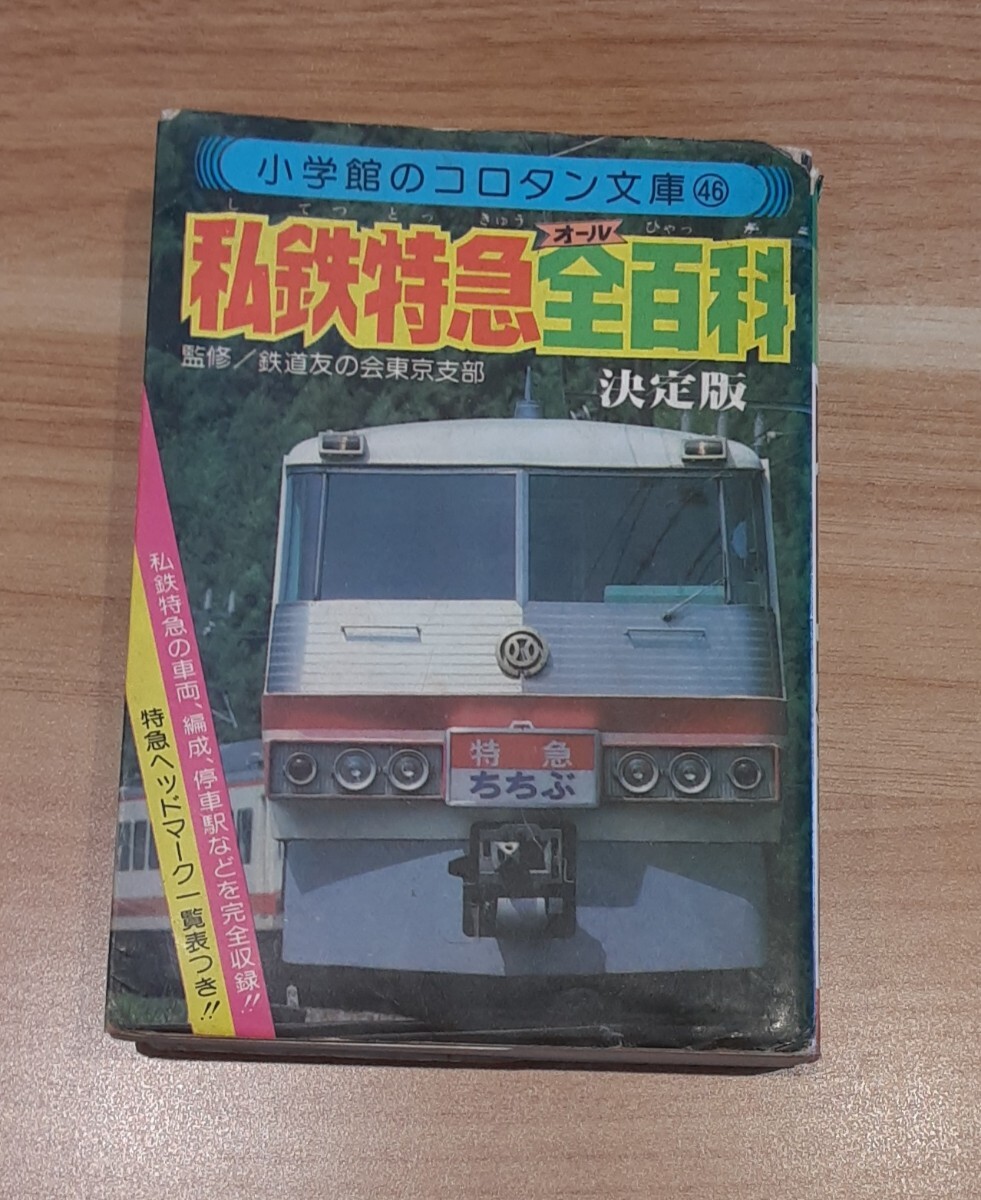 小学館のコロタン文庫㊻
してつとっきゅう オール ひゃっか
私鉄特急全百科
監修／鉄道友の会東京支部
決定版
私鉄特急の車両、編成、停車駅などを完全収録!!
特急ヘッドマーク一覧表つき!!
特急
ちちぶ